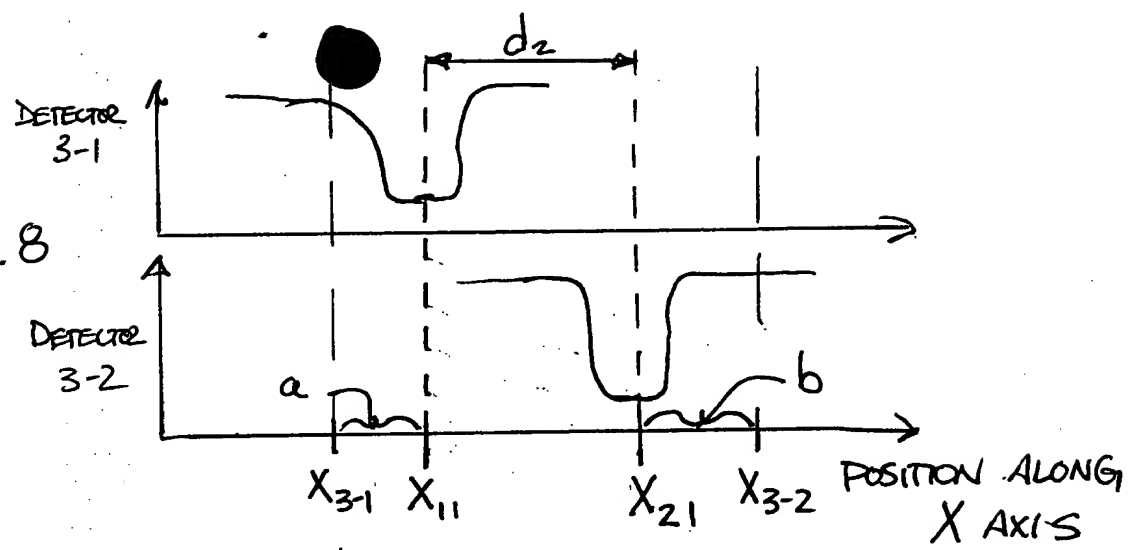 d₂
DETECTOR
3-1
.8
DETECTOR
3-2
a
b
X₃₋₁ X₁₁ X₂₁ X₃₋₂
POSITION ALONG
X AXIS